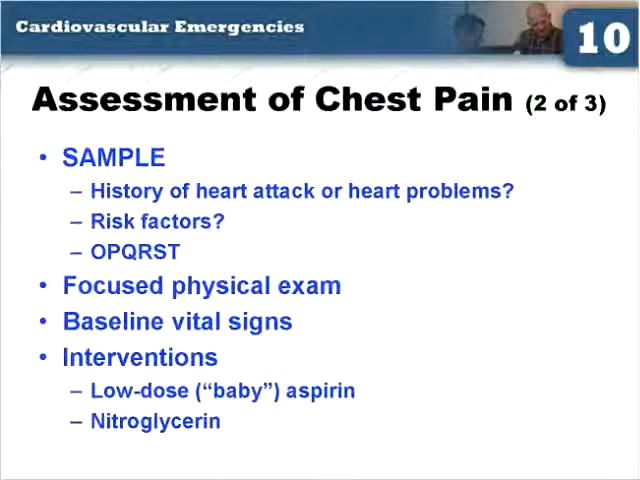 Cardiovascular Emergencies
10
Assessment of Chest Pain (2 of 3)
• SAMPLE
– History of heart attack or heart problems?
– Risk factors?
– OPQRST
• Focused physical exam
• Baseline vital signs
• Interventions
– Low-dose (“baby”) aspirin
– Nitroglycerin